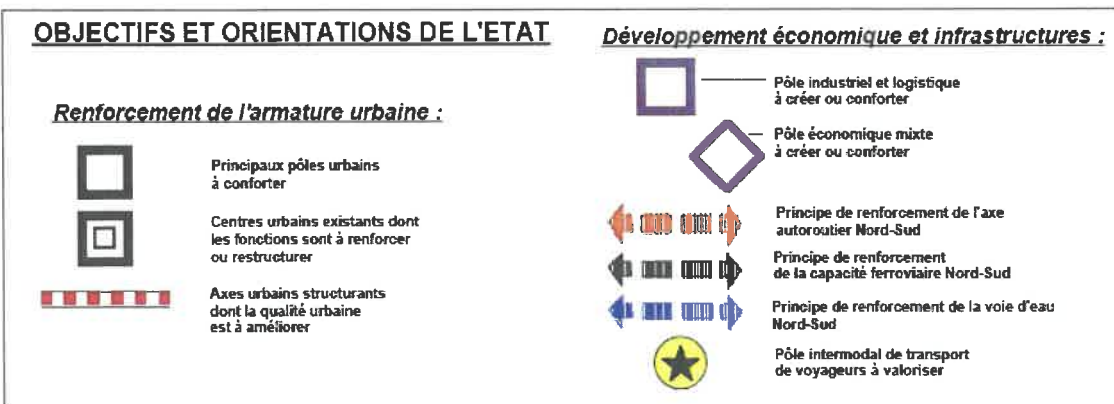 OBJECTIFS ET ORIENTATIONS DE L'ETAT
Renforcement de l'armature urbaine :
Principaux pôles urbains
à conforter
Centres urbains existants dont
les fonctions sont à renforcer
ou restructurer
Axes urbains structurants
dont la qualité urbaine
est à améliorer
Développement économique et infrastructures :
Pôle industriel et logistique
à créer ou conforter
Pôle économique mixte
à créer ou conforter
Principe de renforcement de l'axe
autoroutier Nord-Sud
Principe de renforcement
de la capacité ferroviaire Nord-Sud
Principe de renforcement de la voie d'eau
Nord-Sud
Pôle intermodal de transport
de voyageurs à valoriser